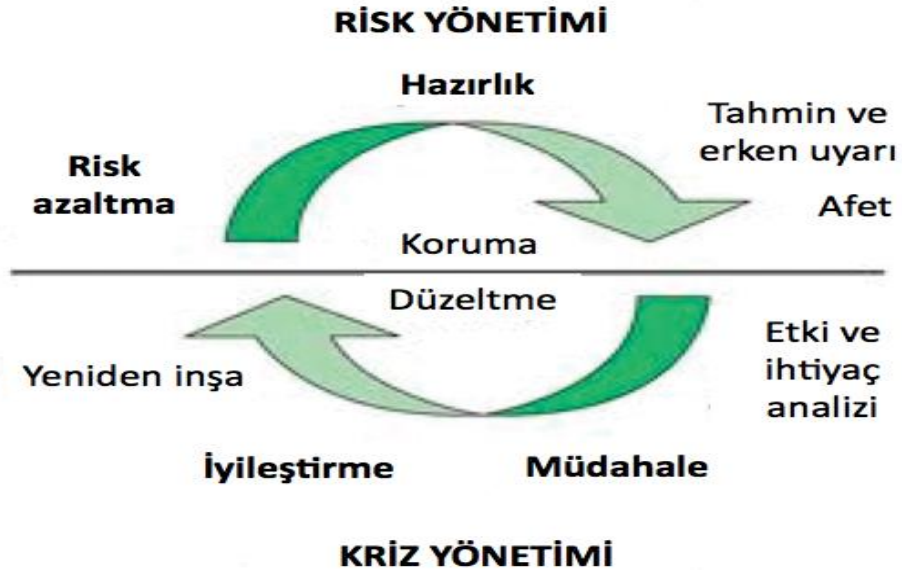 RİSK YÖNETİMİ
Hazırlık
Tahmin ve
erken uyarı
Risk
azaltma
Afet
Koruma
Düzeltme
Etki ve
ihtiyaç
analizi
Yeniden inşa
İyileştirme
Müdahale
KRİZ YÖNETİMİ